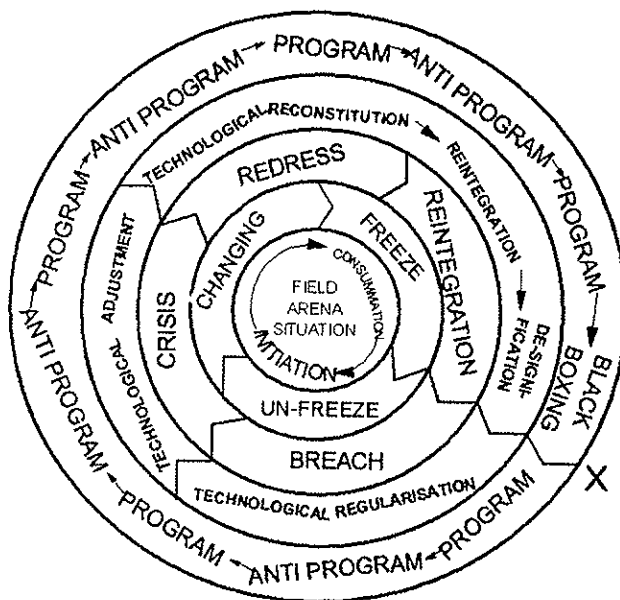 PROGRAM
ANTI PROGRAM
PROGRAM
BLACK
BOXING
X
PROGRAM
ANTI PROGRAM
PROGRAM
ANTI PROGRAM
PROGRAM
ANTI PROGRAM
TECHNOLOGICAL RECONSTITUTION
REINTEGRATION
DE-SIGNI-
FICATION
TECHNOLOGICAL REGULARISATION
TECHNOLOGICAL ADJUSTMENT
REDRESS
REINTEGRATION
BREACH
CRISIS
CHANGING
FREEZE
UN-FREEZE
CONSUMMATION
INITIATION
FIELD
ARENA
SITUATION